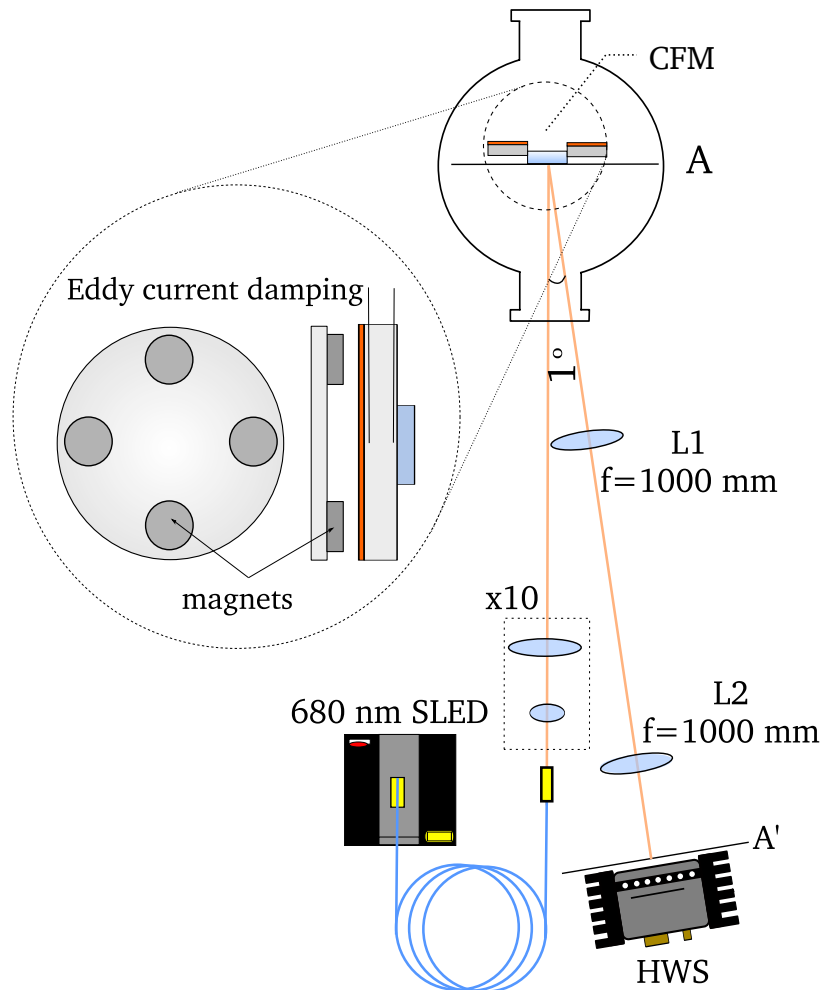 CFM
A
Eddy current damping
1°
L1
f=1000 mm
magnets
x10
L2
680 nm SLED
f=1000 mm
A'
HWS